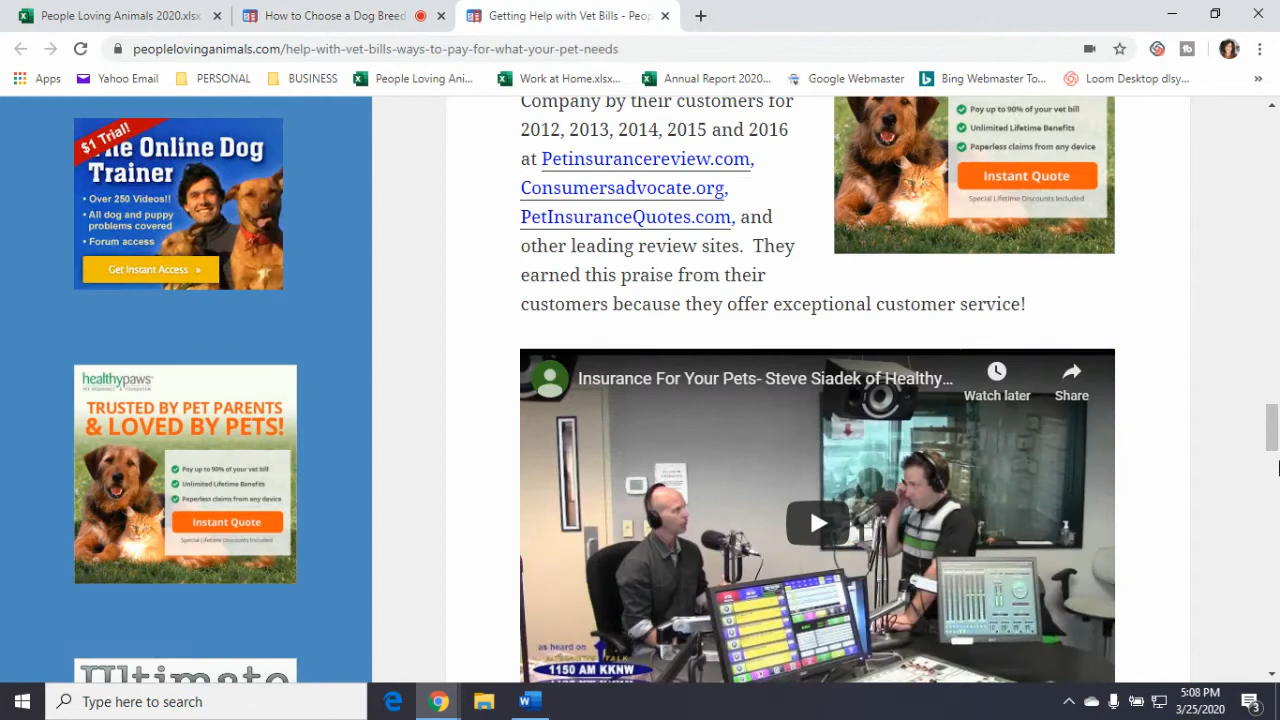 People Loving Animals 2020.xlsx
How to Choose a Dog Breed
Getting Help with Vet Bills - Peop
peoplelovinganimals.com/help-with-vet-bills-ways-to-pay-for-what-your-pet-needs
Apps
Yahoo Email
PERSONAL
BUSINESS
People Loving Ani...
Work at Home.xlsx...
Annual Report 2020...
Google Webmaster
Bing Webmaster To...
Loom Desktop dlsy...
»
$1 Trial!
The Online Dog
Trainer
• Over 250 Videos!!
• All dog and puppy
problems covered
• Forum access
Get Instant Access »
healthypaws
PET INSURANCE & FOUNDATION
TRUSTED BY PET PARENTS
& LOVED BY PETS!
Pay up to 90% of your vet bill
Unlimited Lifetime Benefits
Paperless claims from any device
Instant Quote
Special Lifetime Discounts Included
Ultimate
Company by their customers for
2012, 2013, 2014, 2015 and 2016
at Petinsurancereview.com,
Consumersadvocate.org,
PetInsuranceQuotes.com, and
other leading review sites. They
earned this praise from their
customers because they offer exceptional customer service!
Pay up to 90% of your vet bill
Unlimited Lifetime Benefits
Paperless claims from any device
Instant Quote
Special Lifetime Discounts Included
Insurance For Your Pets- Steve Siadek of Healthy...
Watch later
Share
as heard on
ALTERNATIVE TALK
1150 AM KKNW
Type here to search
5:08 PM
3/25/2020
3